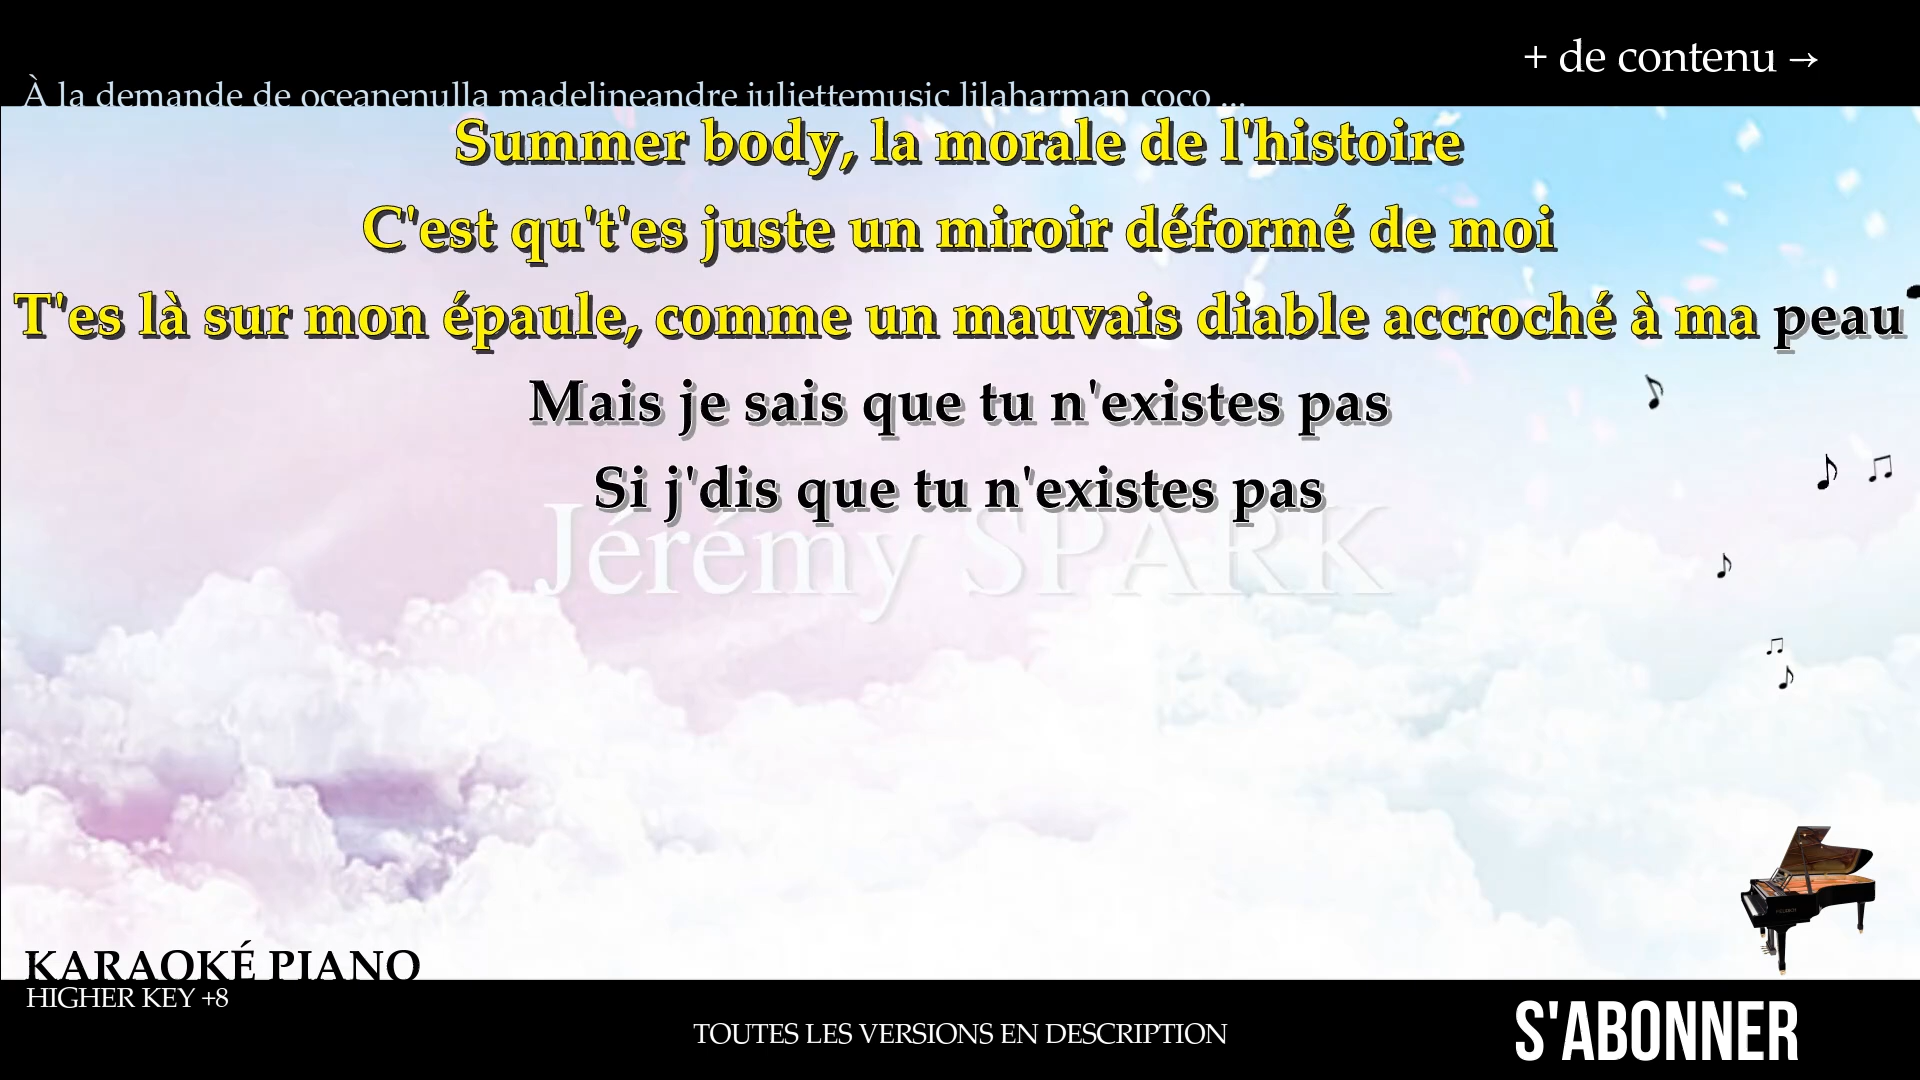 + de contenu →
À la demande de oceanenulla madelineandre juliettemusic lilaharman coco ...
Summer body, la morale de l'histoire
C'est qu't'es juste un miroir déformé de moi
T'es là sur mon épaule, comme un mauvais diable accroché à ma peau
Mais je sais que tu n'existes pas
Si j'dis que tu n'existes pas
Jérémy SPARK
KARAOKÉ PIANO
HIGHER KEY +8
TOUTES LES VERSIONS EN DESCRIPTION
S'ABONNER